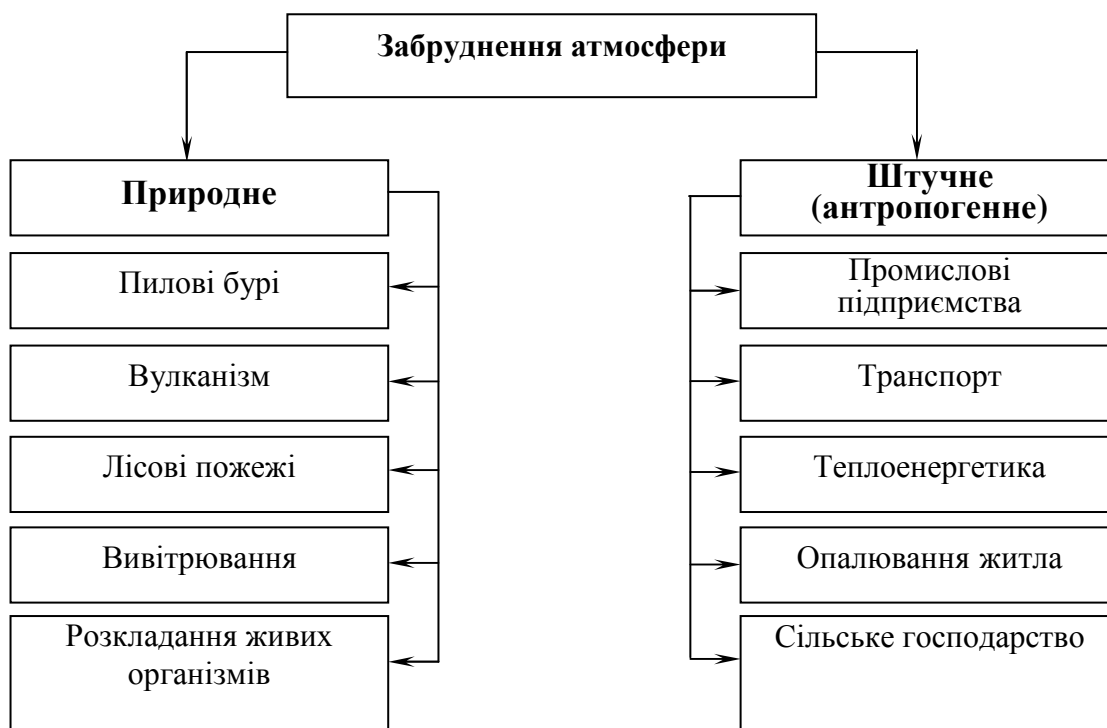 Забруднення атмосфери
Природне
Пилові бурі
Вулканізм
Лісові пожежі
Вивітрювання
Розкладання живих
організмів
Штучне
(антропогенне)
Промислові
підприємства
Транспорт
Теплоенергетика
Опалювання житла
Сільське господарство